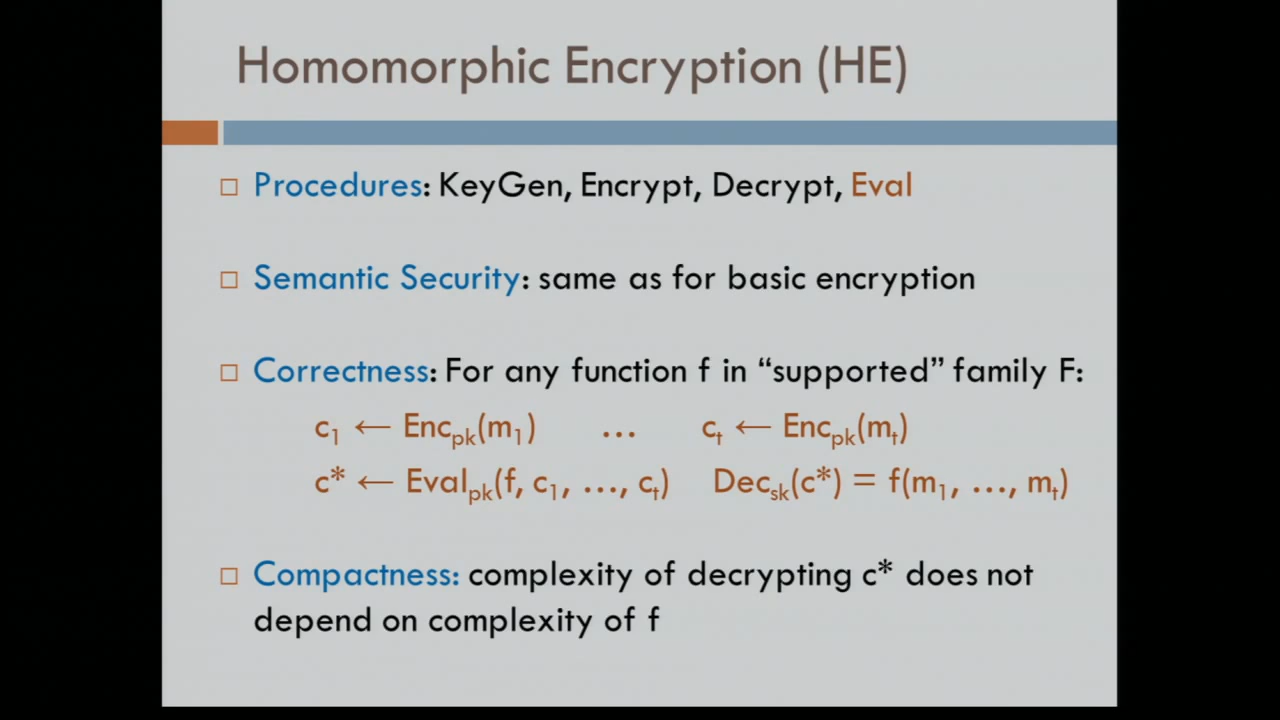 Homomorphic Encryption (HE)
Procedures: KeyGen, Encrypt, Decrypt, Eval
Semantic Security: same as for basic encryption
Correctness: For any function f in “supported” family F:
c₁ ← Encₚₖ(m₁) … cₜ ← Encₚₖ(mₜ)
c* ← Evalₚₖ(f, c₁, …, cₜ) Decₛₖ(c*) = f(m₁, …, mₜ)
Compactness: complexity of decrypting c* does not
depend on complexity of f